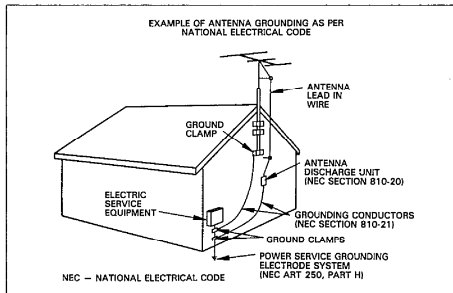 EXAMPLE OF ANTENNA GROUNDING AS PER
NATIONAL ELECTRICAL CODE
ANTENNA
LEAD IN
WIRE
GROUND
CLAMP
ANTENNA
DISCHARGE UNIT
(NEC SECTION 810-20)
ELECTRIC
SERVICE
EQUIPMENT
GROUNDING CONDUCTORS
(NEC SECTION 810-21)
GROUND CLAMPS
POWER SERVICE GROUNDING
ELECTRODE SYSTEM
(NEC ART 250, PART H)
NEC — NATIONAL ELECTRICAL CODE